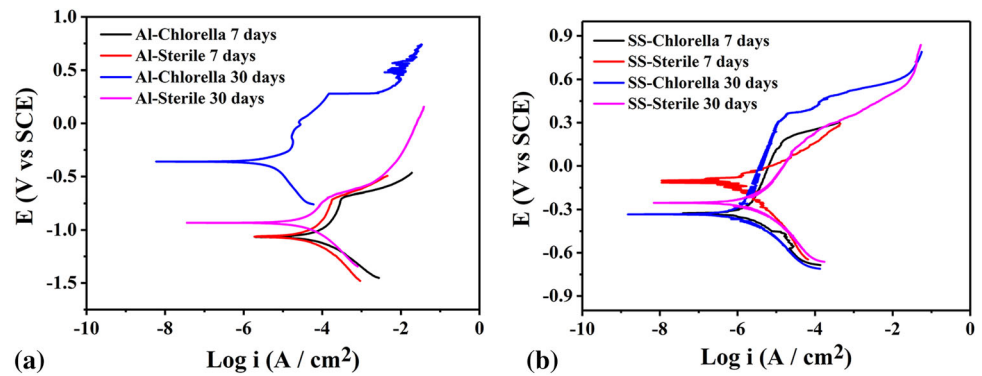 1.0
0.5
0.0
-0.5
-1.0
-1.5
E (V vs SCE)
Al-Chlorella 7 days
Al-Sterile 7 days
Al-Chlorella 30 days
Al-Sterile 30 days
-10 -8 -6 -4 -2 0
Log i (A / cm2)
(a)
0.9
0.6
0.3
0.0
-0.3
-0.6
-0.9
E (V vs SCE)
SS-Chlorella 7 days
SS-Sterile 7 days
SS-Chlorella 30 days
SS-Sterile 30 days
-10 -8 -6 -4 -2 0
Log i (A / cm2)
(b)